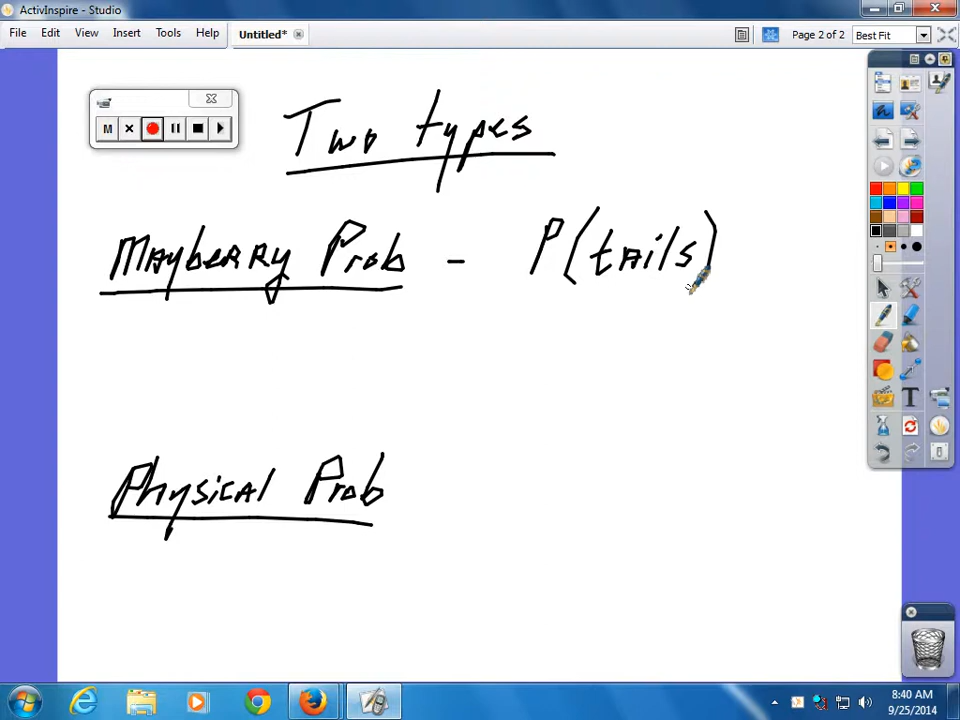 ActivInspire - Studio
File Edit View Insert Tools Help Untitled* Page 2 of 2 Best Fit
M
Two types
Mayberry Prob - P(tails)
Physical Prob
T
8:40 AM
9/25/2014